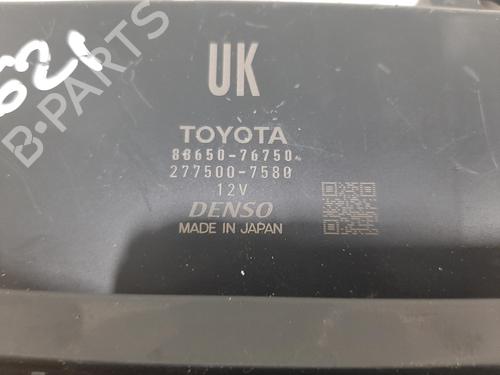 UK
TOYOTA
88650-76750
277500-7580
12V
DENSO
MADE IN JAPAN
B-PARTS